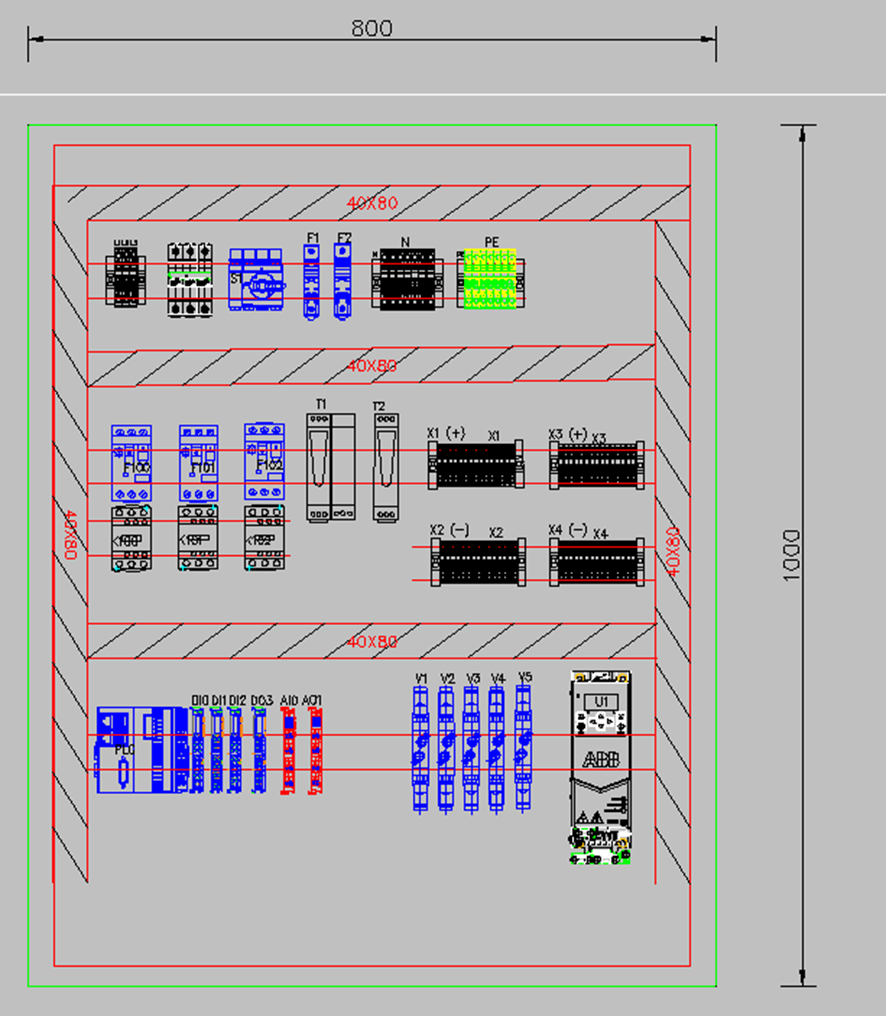 800
40X80
F1 F2 N PE
S1
40X80
1000
T1 T2
X1 (+) X1 X3 (+) X3
F100 F101 F102
40X80
X2 (-) X2 X4 (-) X4
40X80
40X80
V1 V2 V3 V4 V5
DI0 DI1 DI2 DO3 AI0 AO1
U1
PLC
ABB